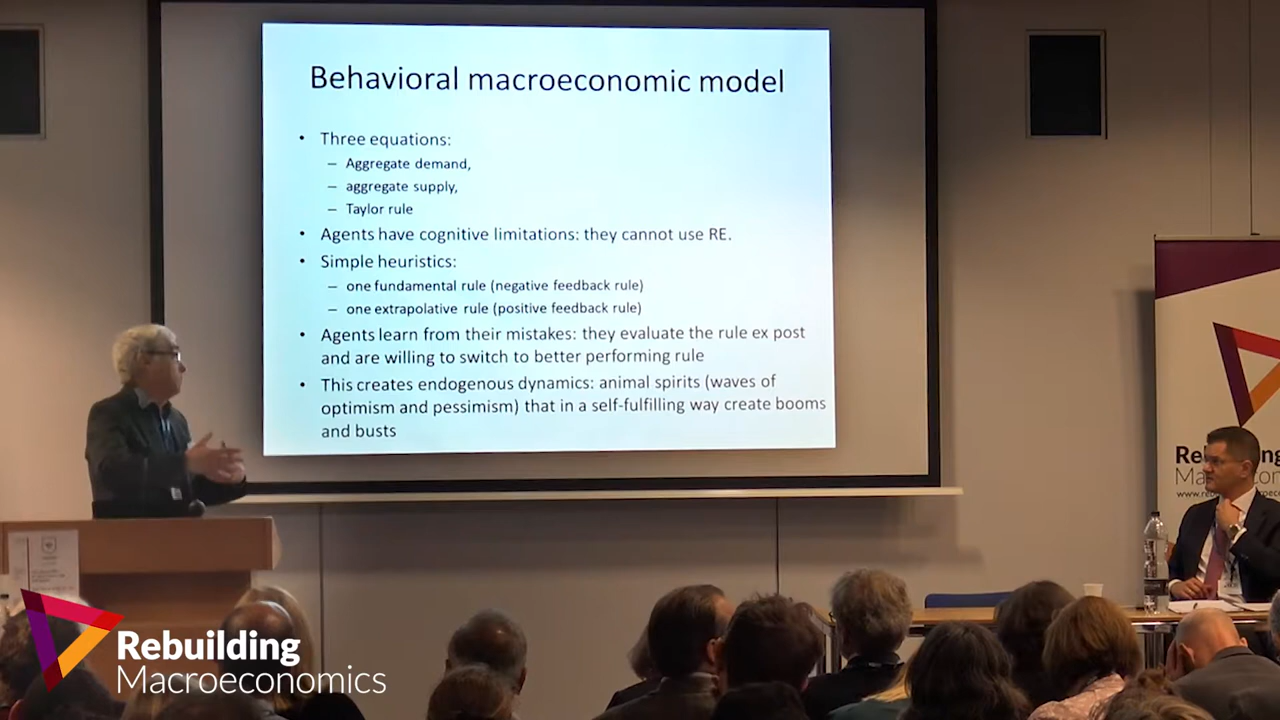 Behavioral macroeconomic model
• Three equations:
– Aggregate demand,
– aggregate supply,
– Taylor rule
• Agents have cognitive limitations: they cannot use RE.
• Simple heuristics:
– one fundamental rule (negative feedback rule)
– one extrapolative rule (positive feedback rule)
• Agents learn from their mistakes: they evaluate the rule ex post
and are willing to switch to better performing rule
• This creates endogenous dynamics: animal spirits (waves of
optimism and pessimism) that in a self-fulfilling way create booms
and busts
Rebuilding
Macroeconomics